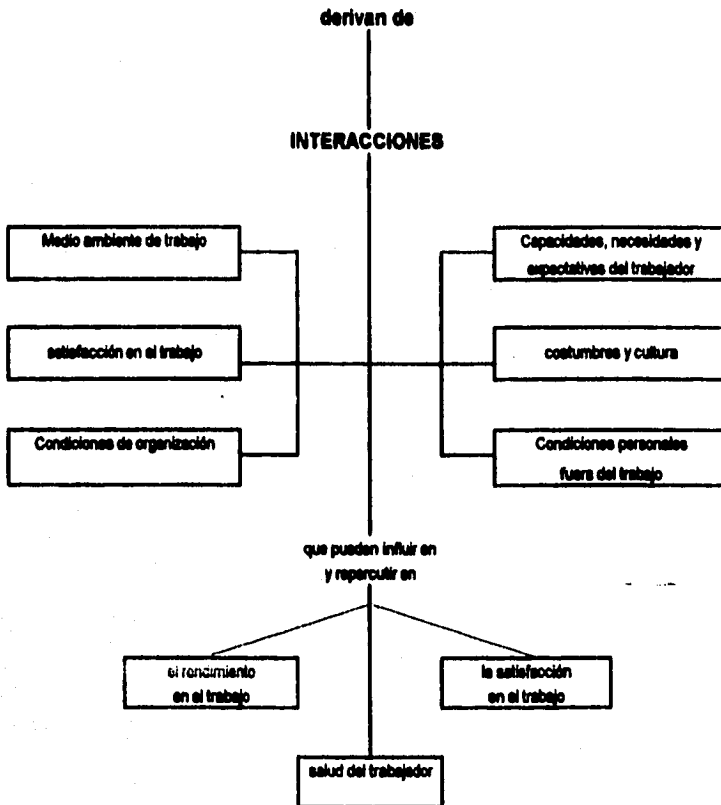 derivan de
INTERACCIONES
Medio ambiente de trabajo
Capacidades, necesidades y
expectativas del trabajador
satisfacción en el trabajo
costumbres y cultura
Condiciones de organización
Condiciones personales
fuera del trabajo
que pueden influir en
y repercutir en
el rendimiento
en el trabajo
la satisfacción
en el trabajo
salud del trabajador